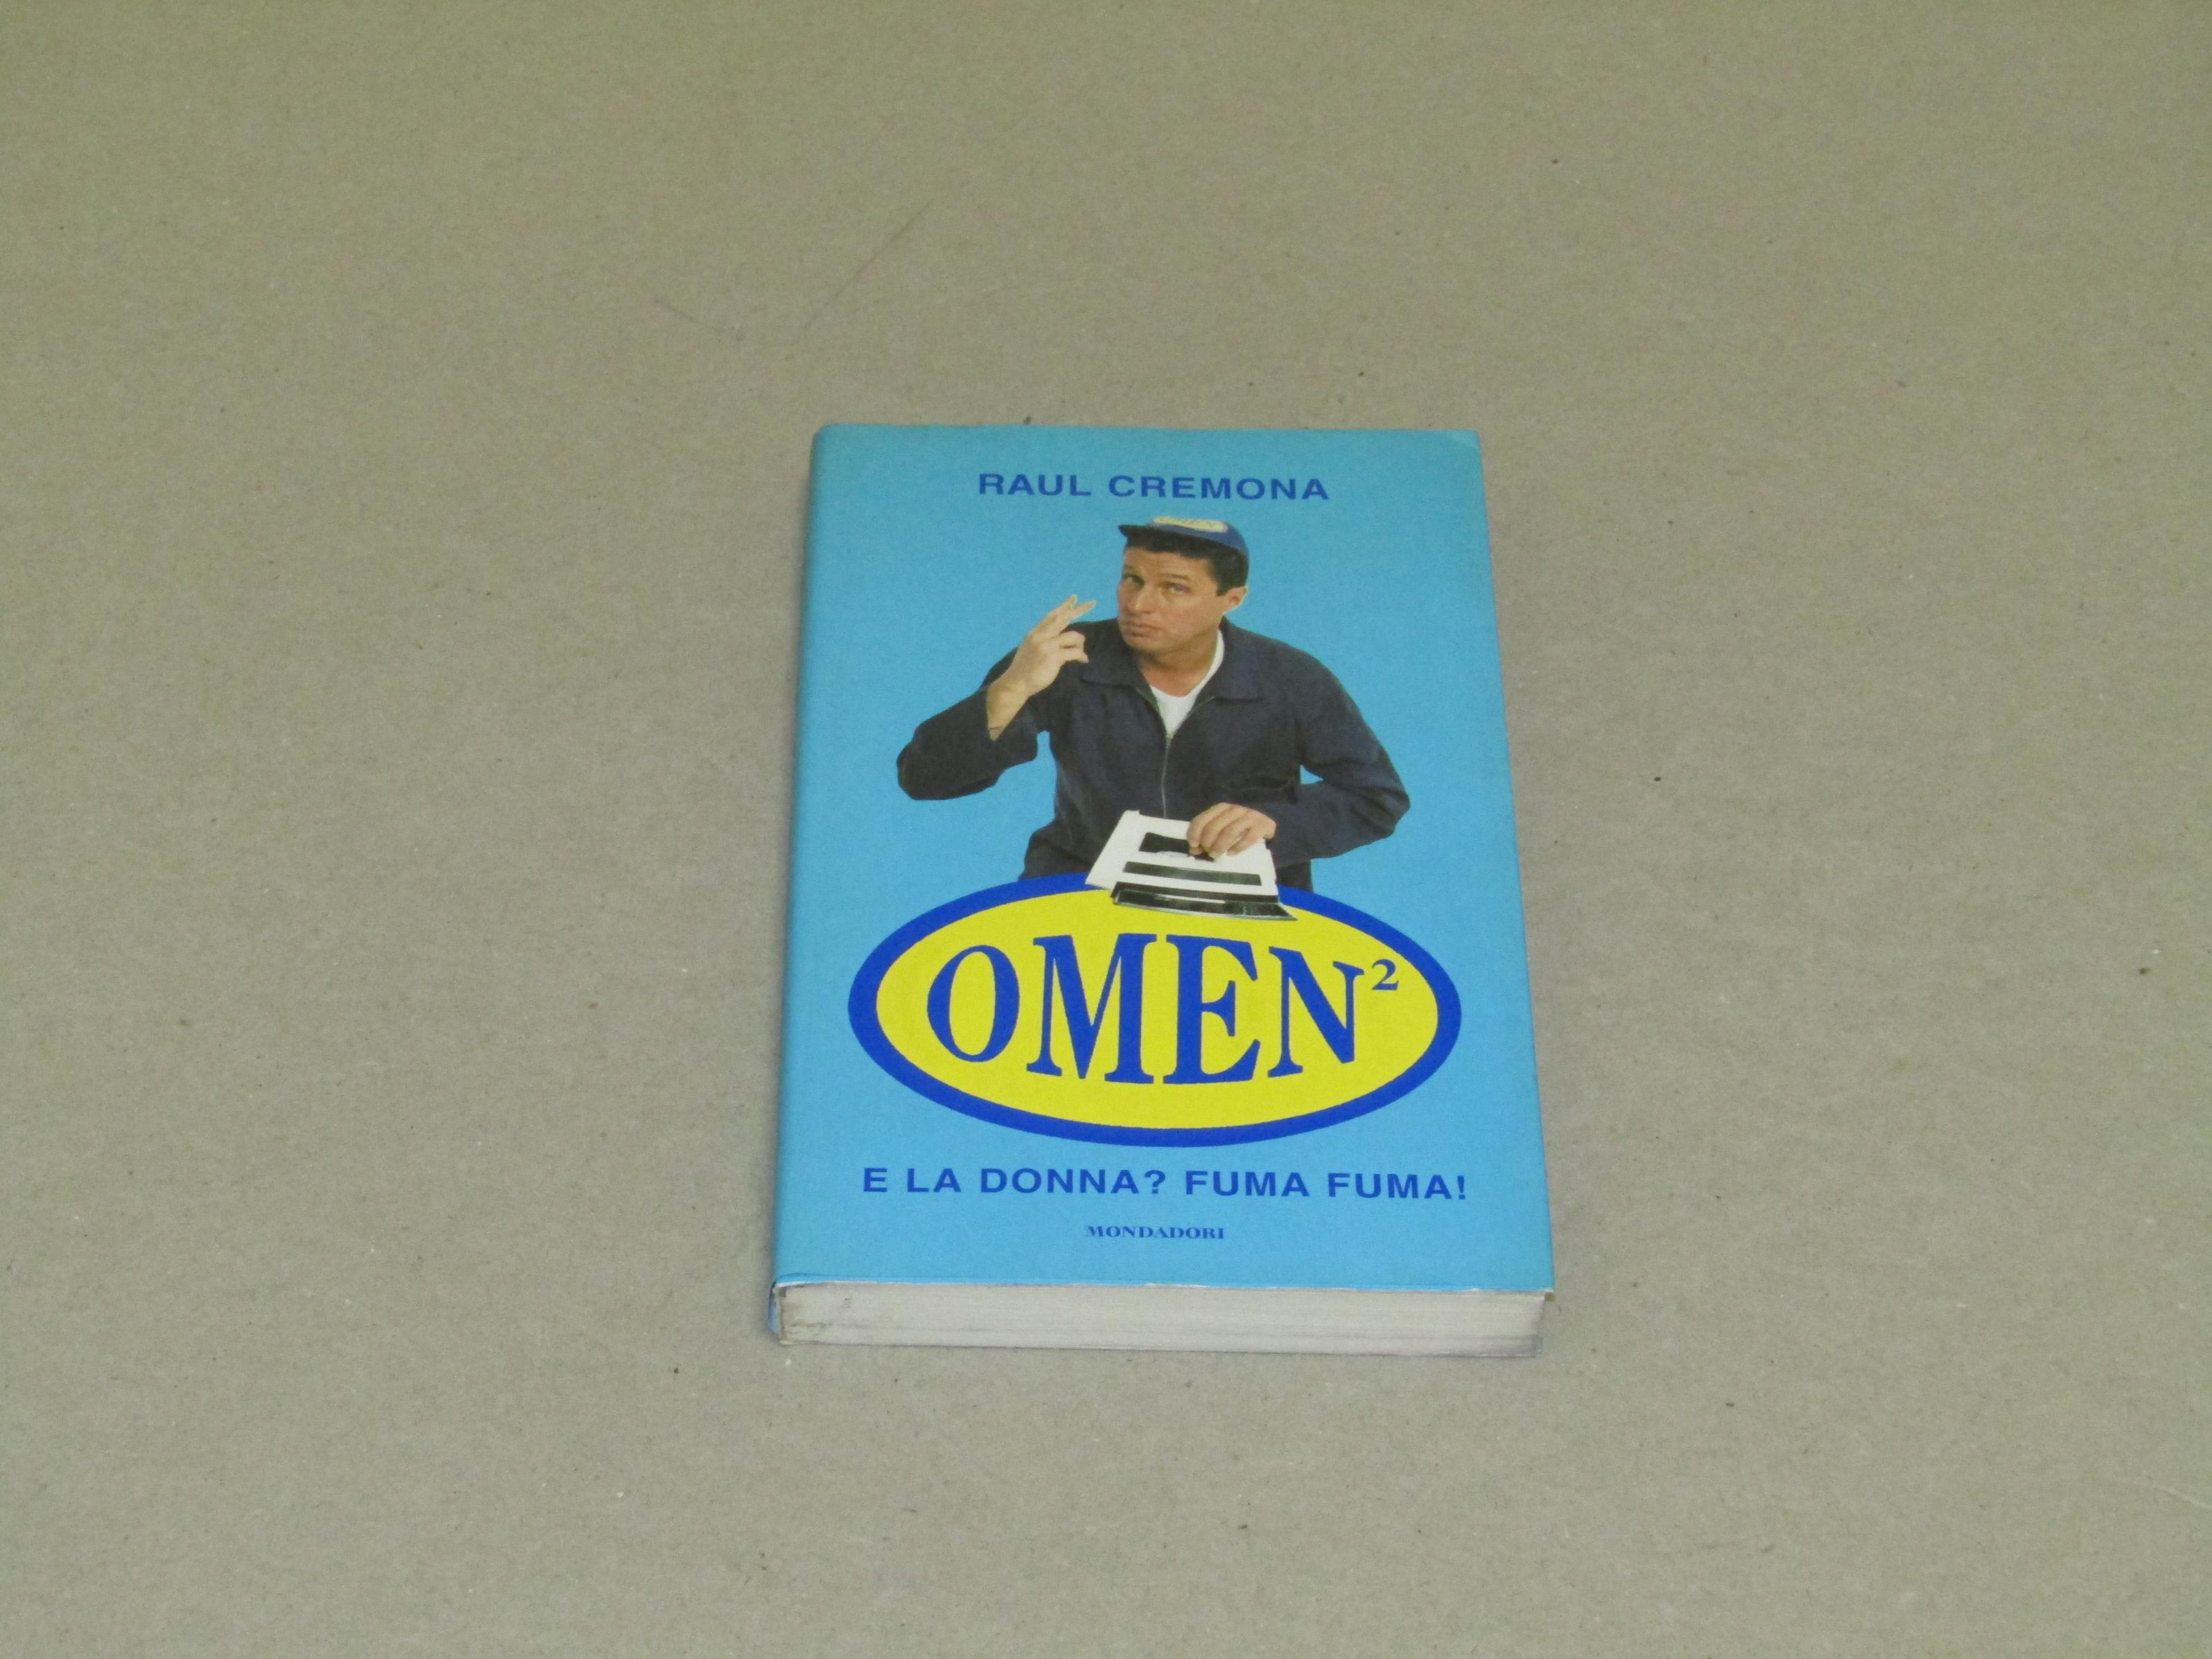 RAUL CREMONA
OMEN²
E LA DONNA? FUMA FUMA!
MONDADORI